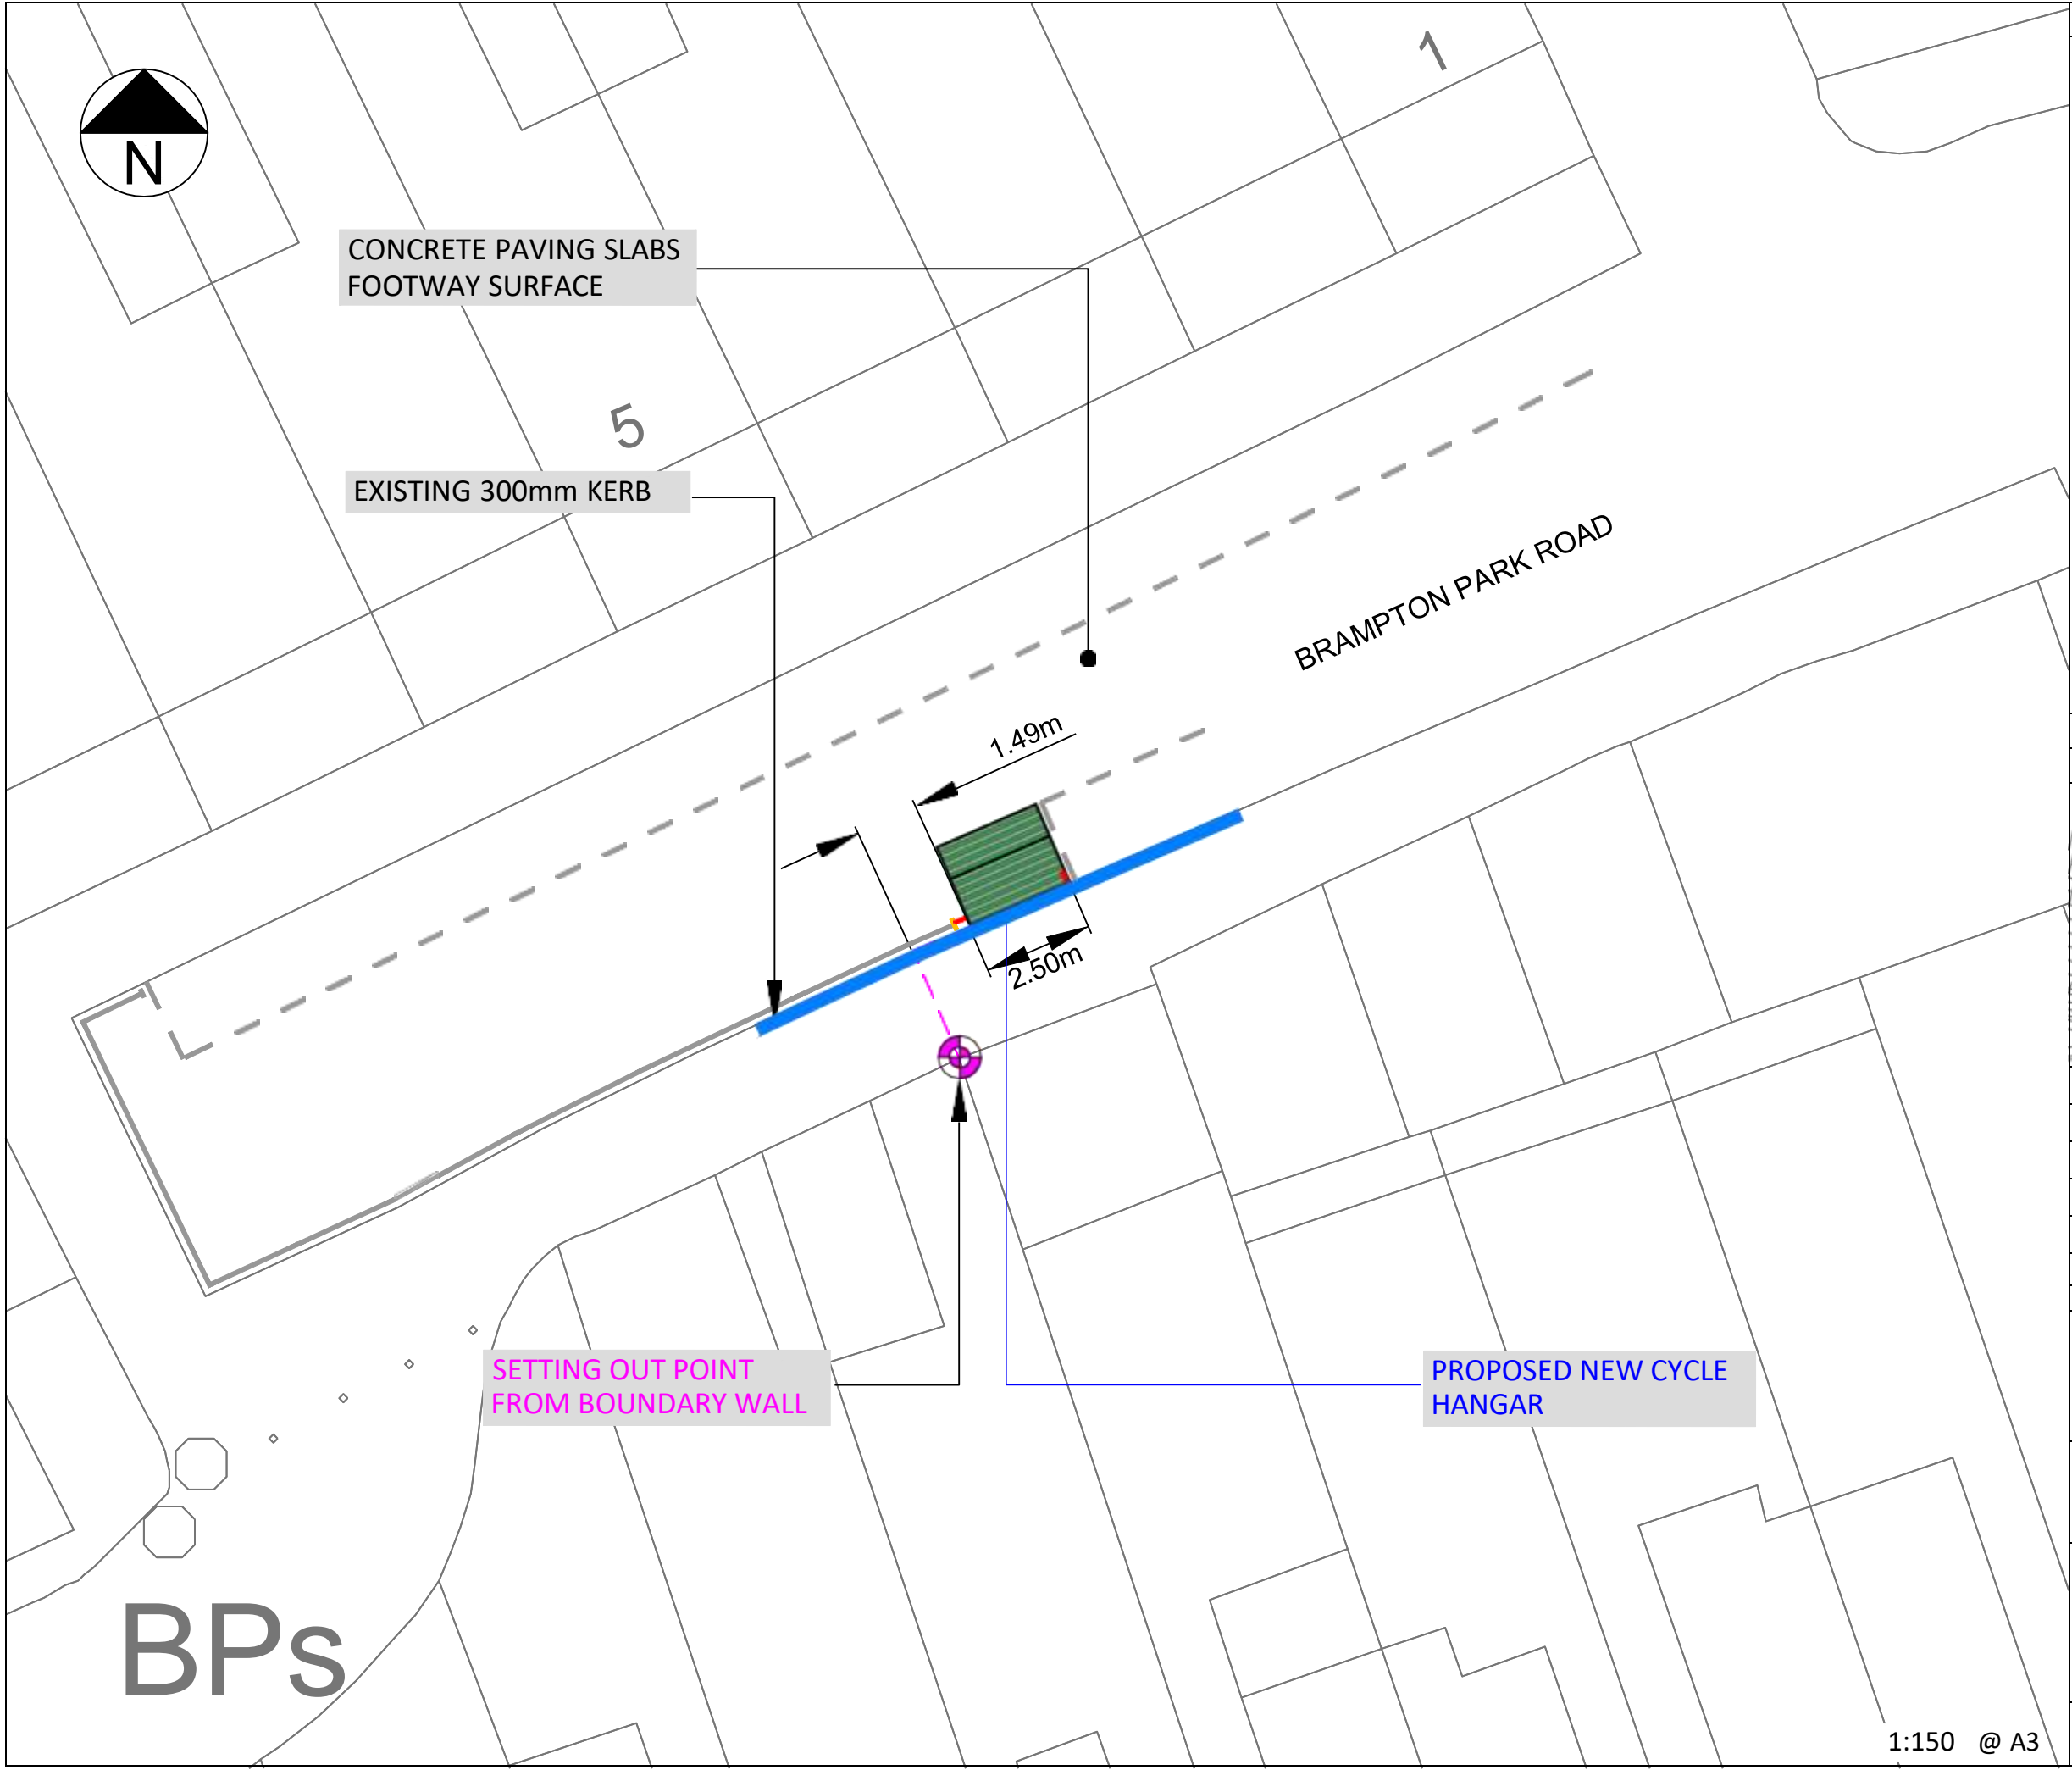 1
N
CONCRETE PAVING SLABS
FOOTWAY SURFACE
5
EXISTING 300mm KERB
BRAMPTON PARK ROAD
1.49m
2.50m
SETTING OUT POINT
FROM BOUNDARY WALL
PROPOSED NEW CYCLE
HANGAR
BPs
1:150 @ A3